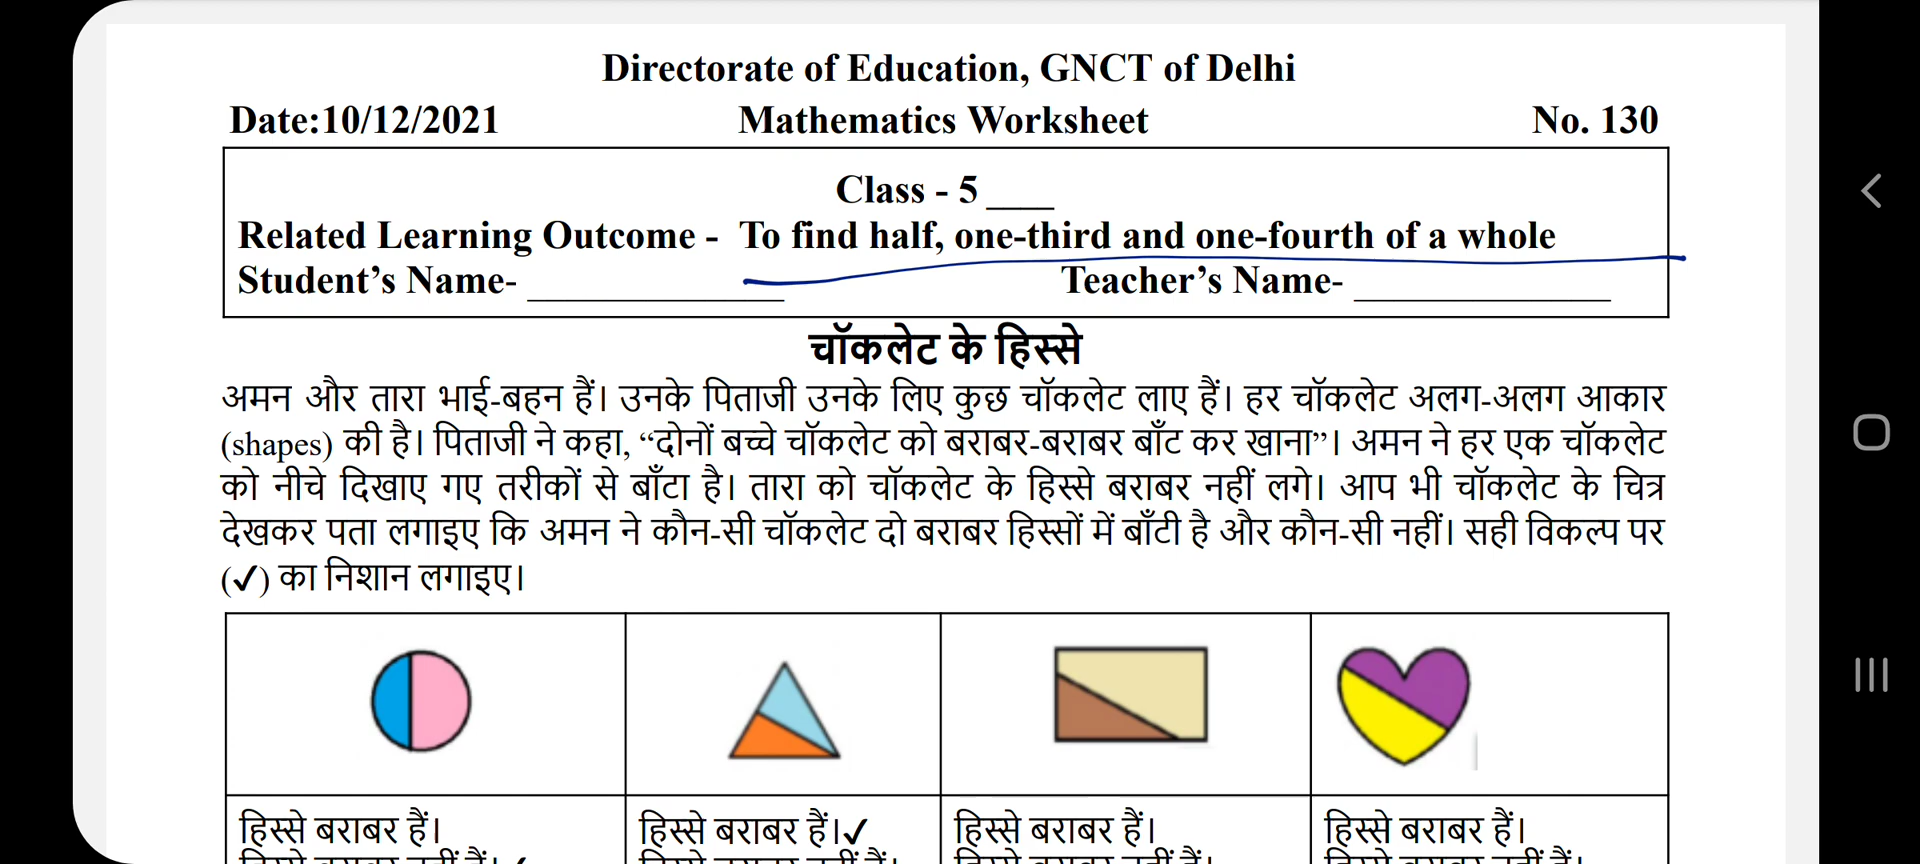 Directorate of Education, GNCT of Delhi
Date:10/12/2021 Mathematics Worksheet No. 130
Class - 5 ____
Related Learning Outcome - To find half, one-third and one-fourth of a whole
Student’s Name- _____________ Teacher’s Name- _____________
चॉकलेट के हिस्से
अमन और तारा भाई-बहन हैं। उनके पिताजी उनके लिए कुछ चॉकलेट लाए हैं। हर चॉकलेट अलग-अलग आकार
(shapes) की है। पिताजी ने कहा, “दोनों बच्चे चॉकलेट को बराबर-बराबर बाँट कर खाना”। अमन ने हर एक चॉकलेट
को नीचे दिखाए गए तरीकों से बाँटा है। तारा को चॉकलेट के हिस्से बराबर नहीं लगे। आप भी चॉकलेट के चित्र
देखकर पता लगाइए कि अमन ने कौन-सी चॉकलेट दो बराबर हिस्सों में बाँटी है और कौन-सी नहीं। सही विकल्प पर
(✓) का निशान लगाइए।
हिस्से बराबर हैं। हिस्से बराबर हैं।✓ हिस्से बराबर हैं। हिस्से बराबर हैं।